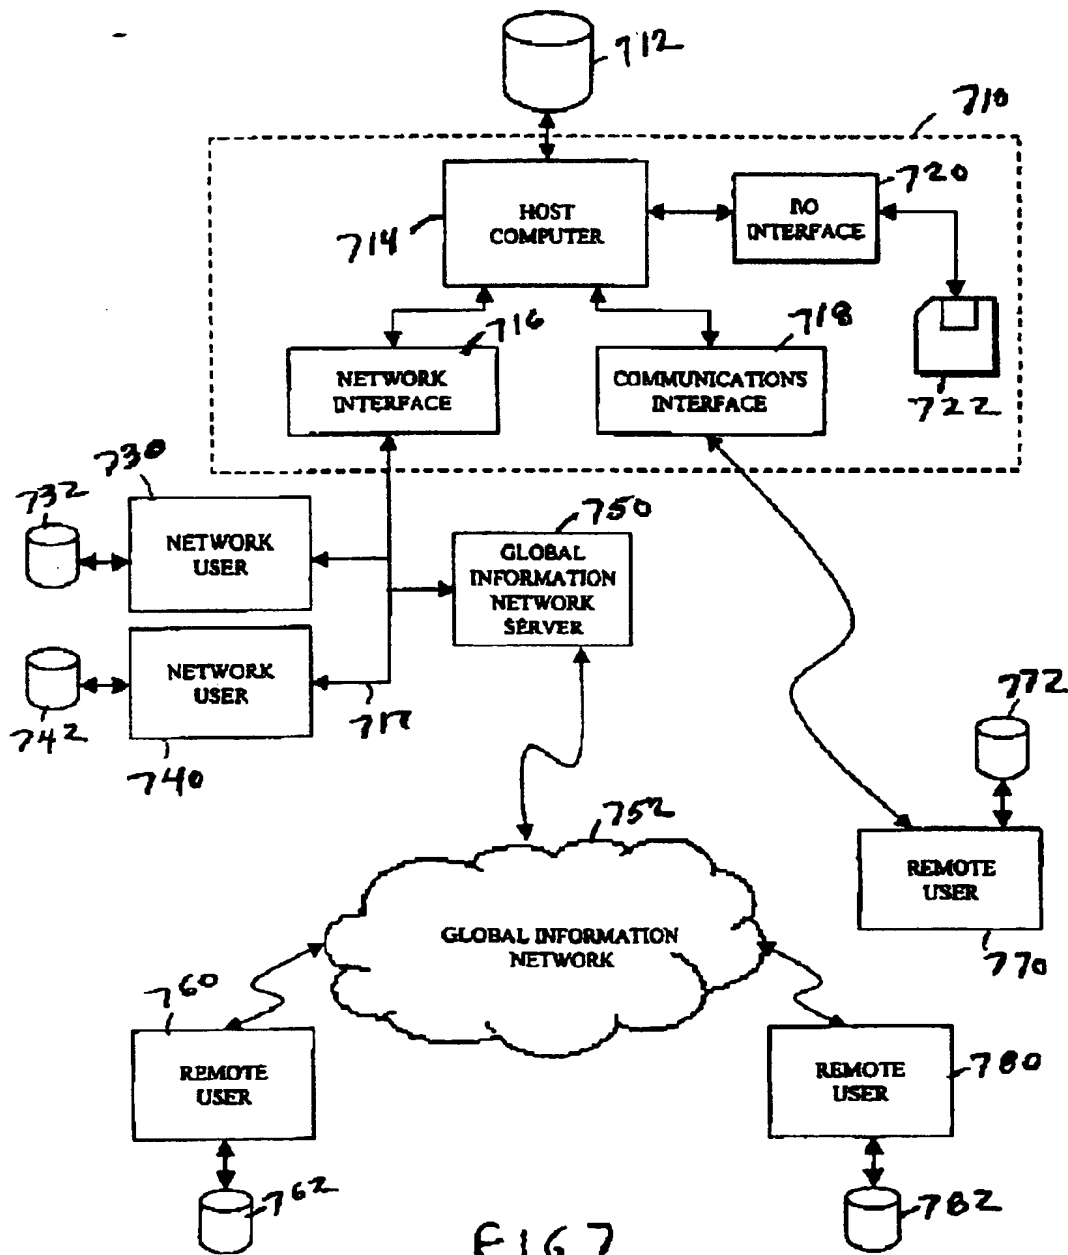 712
710
HOST
COMPUTER
714
720
I/O
INTERFACE
716
718
NETWORK
INTERFACE
COMMUNICATIONS
INTERFACE
722
730
732
NETWORK
USER
750
GLOBAL
INFORMATION
NETWORK
SERVER
NETWORK
USER
717
742
740
772
752
REMOTE
USER
770
GLOBAL INFORMATION
NETWORK
760
REMOTE
USER
REMOTE
USER
780
762
782
FIG 7